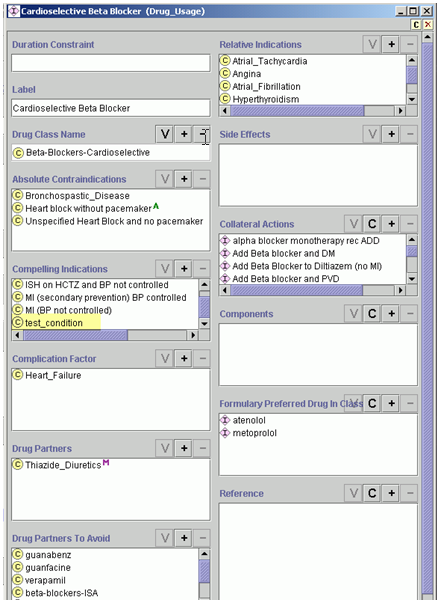 Cardioselective Beta Blocker (Drug_Usage)
C X
Duration Constraint
Label
Cardioselective Beta Blocker
Drug Class Name V + −
C Beta-Blockers-Cardioselective
Absolute Contraindications V + −
C Bronchospastic_Disease
C Heart block without pacemaker A
C Unspecified Heart Block and no pacemaker
Compelling Indications V + −
C ISH on HCTZ and BP not controlled
C MI (secondary prevention) BP controlled
C MI (BP not controlled)
C test_condition
Complication Factor V + −
C Heart_Failure
Drug Partners V + −
C Thiazide_Diuretics M
Drug Partners To Avoid V + −
C guanabenz
C guanfacine
C verapamil
C beta-blockers-ISA
Relative Indications V + −
C Atrial_Tachycardia
C Angina
C Atrial_Fibrillation
C Hyperthyroidism
Side Effects V + −
Collateral Actions V C + −
I alpha blocker monotherapy rec ADD
I Add Beta blocker and DM
I Add Beta Blocker to Diltiazem (no MI)
I Add Beta blocker and PVD
Components V C + −
Formulary Preferred Drug In Class V C + −
I atenolol
I metoprolol
Reference V C + −